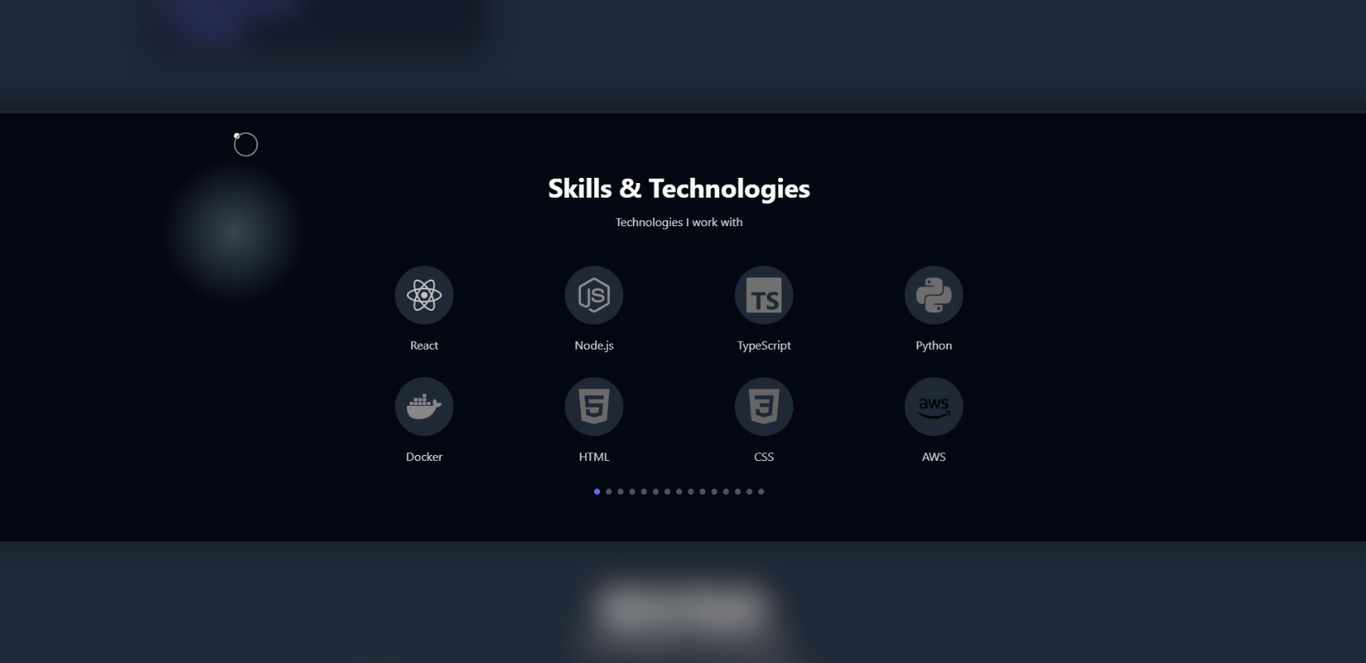 Skills & Technologies
Technologies I work with
JS
TS
React
Node.js
TypeScript
Python
5
3
aws
Docker
HTML
CSS
AWS